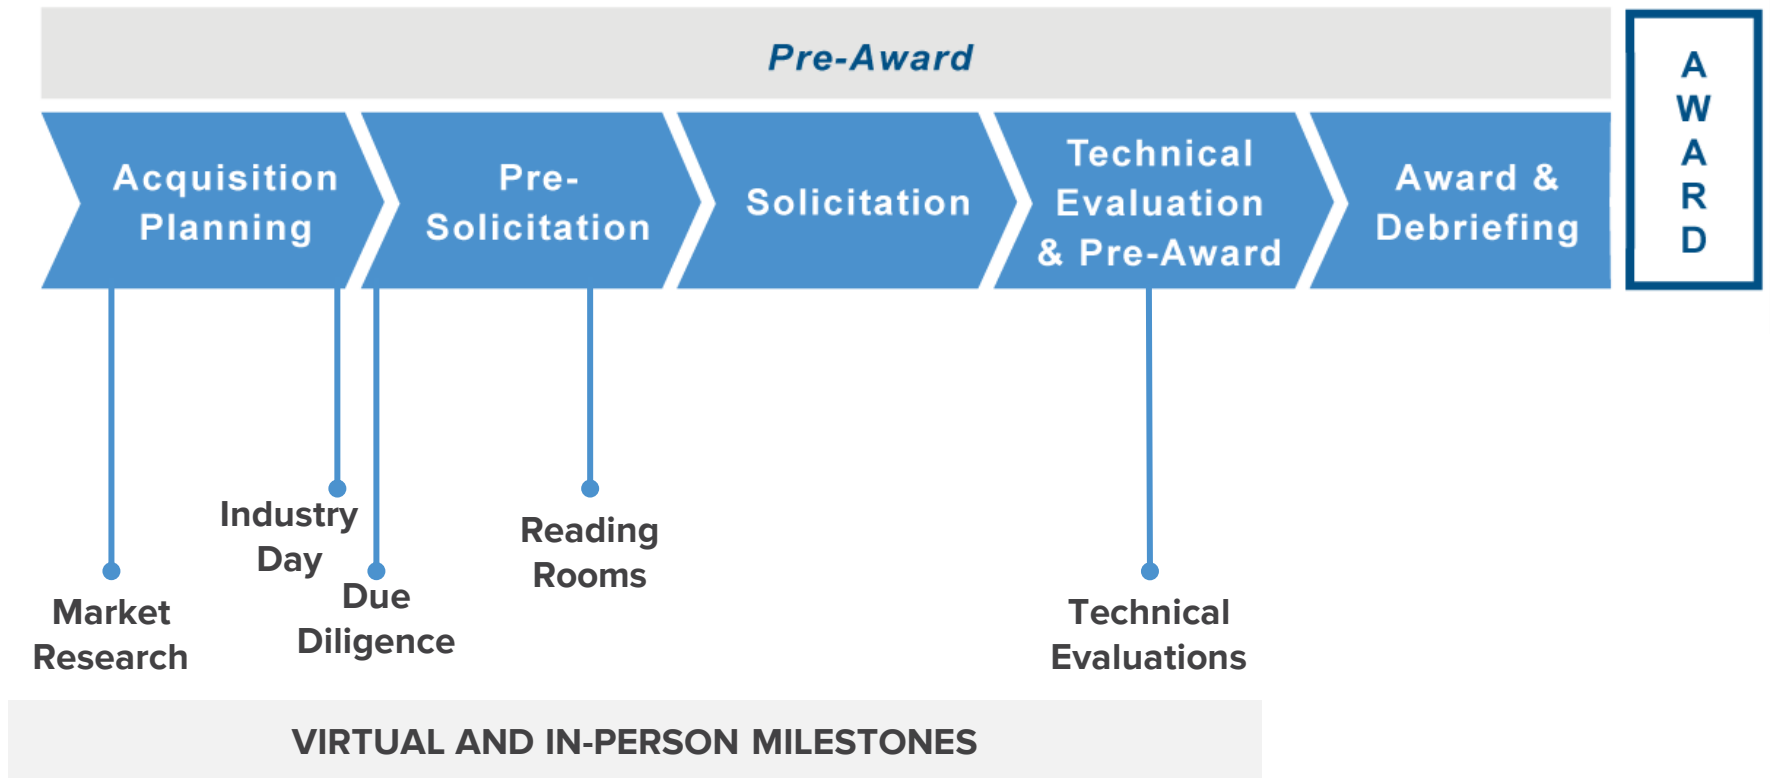 Pre-Award
Acquisition
Planning
Pre-
Solicitation
Solicitation
Technical
Evaluation
& Pre-Award
Award &
Debriefing
A
W
A
R
D
Industry
Day
Reading
Rooms
Market
Research
Due
Diligence
Technical
Evaluations
VIRTUAL AND IN-PERSON MILESTONES